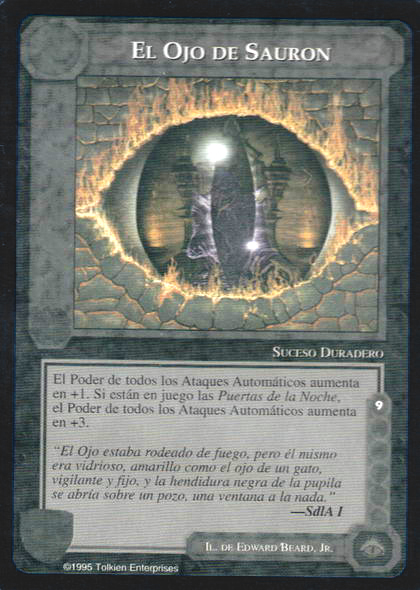 El Ojo de Sauron
Suceso Duradero
El Poder de todos los Ataques Automáticos aumenta
en +1. Si están en juego las Puertas de la Noche,
el Poder de todos los Ataques Automáticos aumenta
en +3.
9
“El Ojo estaba rodeado de fuego, pero él mismo
era vidrioso, amarillo como el ojo de un gato,
vigilante y fijo, y la hendidura negra de la pupila
se abría sobre un pozo, una ventana a la nada.”
—SdlA I
Il. de Edward Beard, Jr.
©1995 Tolkien Enterprises